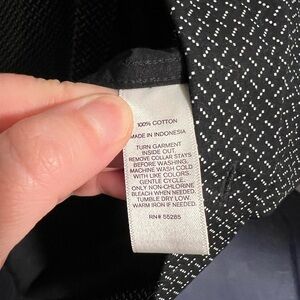 100% COTTON
MADE IN INDONESIA
TURN GARMENT
INSIDE OUT.
REMOVE COLLAR STAYS
BEFORE WASHING.
MACHINE WASH COLD
WITH LIKE COLORS.
GENTLE CYCLE.
ONLY NON-CHLORINE
BLEACH WHEN NEEDED.
TUMBLE DRY LOW.
WARM IRON IF NEEDED.
RN# 55285